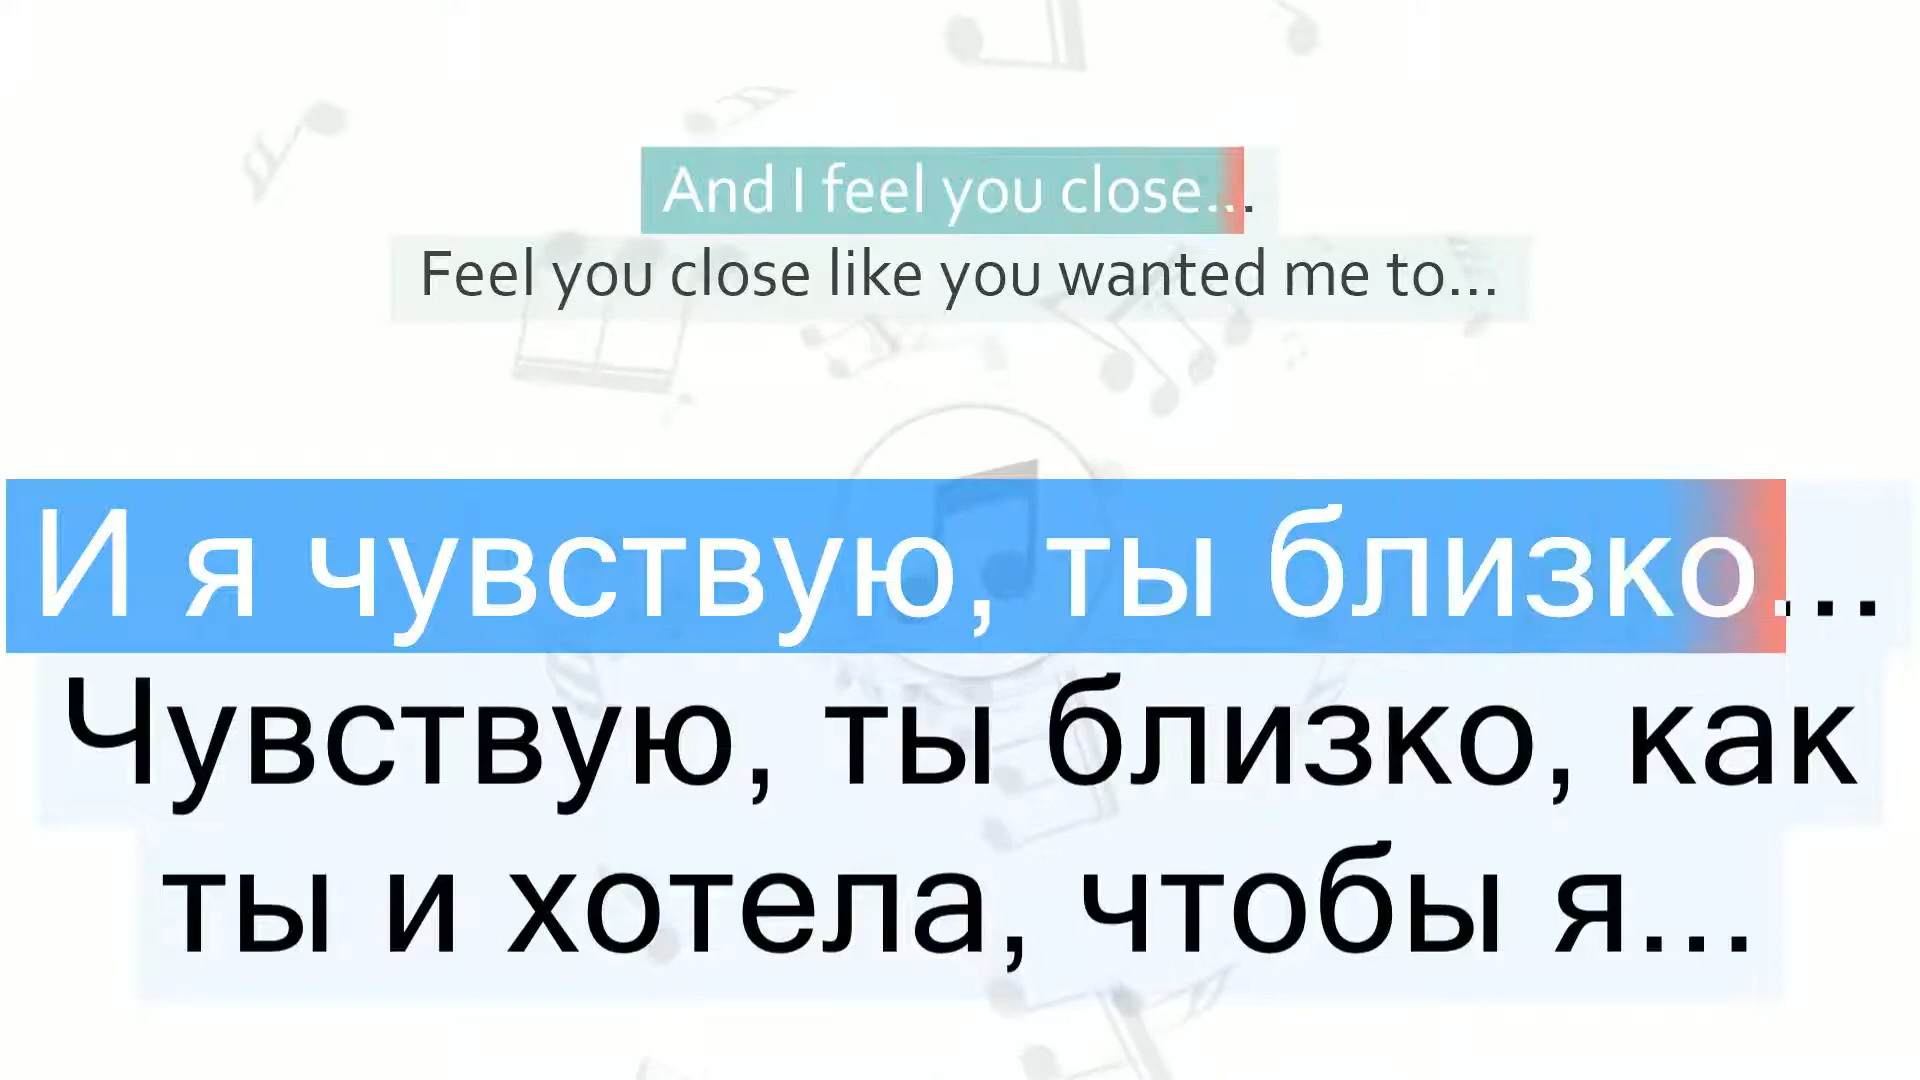 And I feel you close...
Feel you close like you wanted me to...
И я чувствую, ты близко...
Чувствую, ты близко, как
ты и хотела, чтобы я...